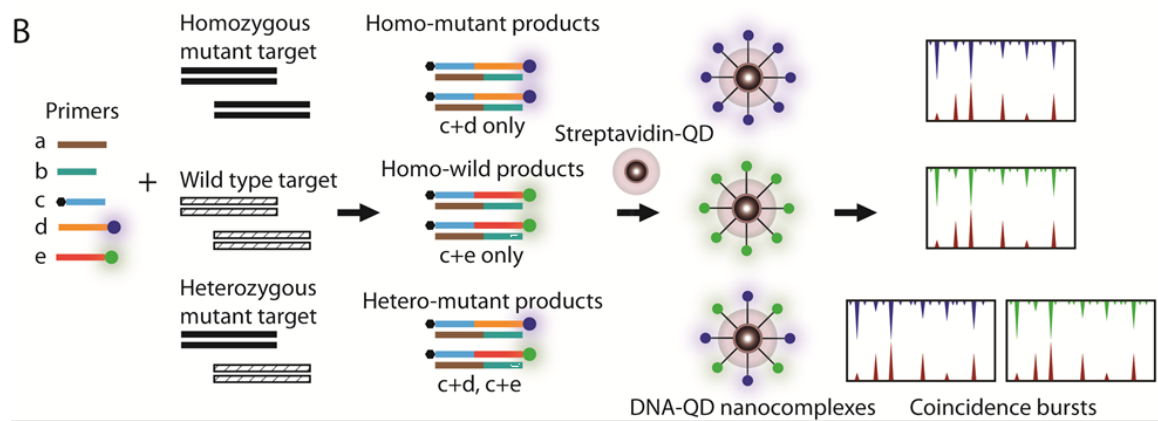 B
Primers
a
b
c
d
e
+
Homozygous
mutant target
Wild type target
Heterozygous
mutant target
Homo-mutant products
c+d only
Homo-wild products
c+e only
Hetero-mutant products
c+d, c+e
Streptavidin-QD
DNA-QD nanocomplexes
Coincidence bursts